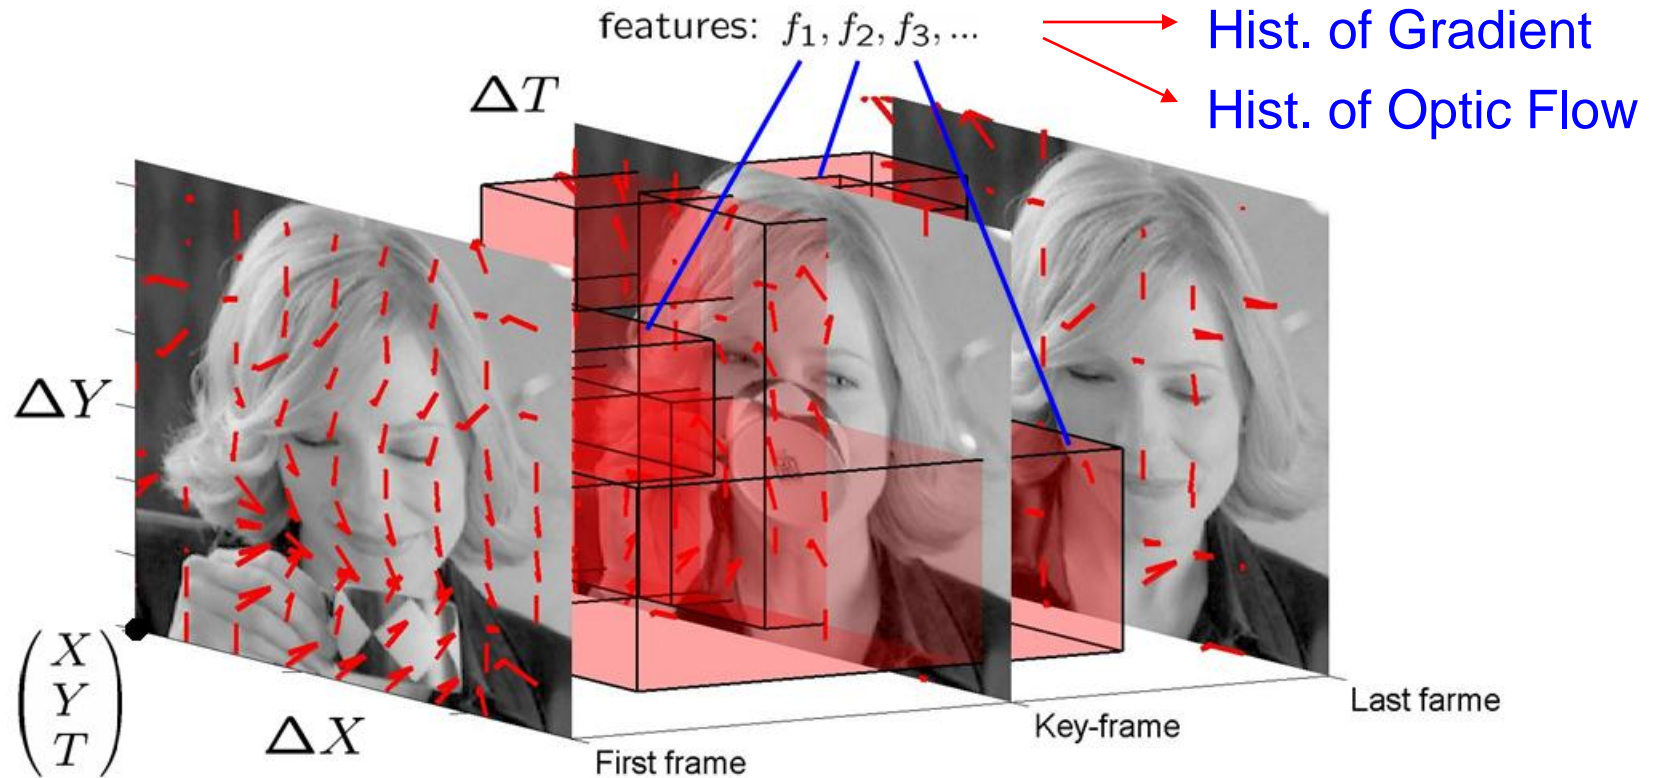 features: f₁, f₂, f₃, ...
Hist. of Gradient
Hist. of Optic Flow
ΔT
ΔY
X
Y
T
ΔX
First frame
Key-frame
Last farme